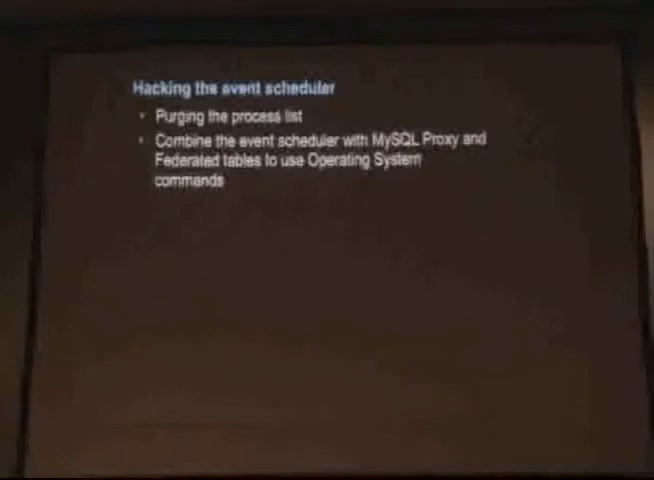 Hacking the event scheduler
• Purging the process list
• Combine the event scheduler with MySQL Proxy and
Federated tables to use Operating System
commands